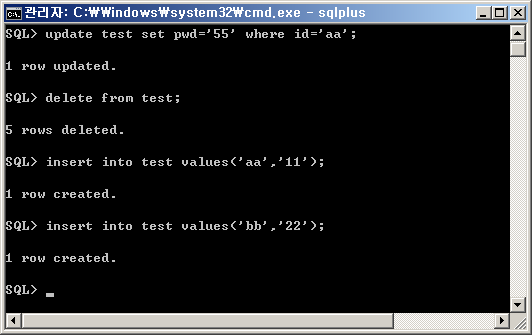 관리자: C:\Windows\system32\cmd.exe - sqlplus
SQL> update test set pwd='55' where id='aa';
1 row updated.
SQL> delete from test;
5 rows deleted.
SQL> insert into test values('aa','11');
1 row created.
SQL> insert into test values('bb','22');
1 row created.
SQL> _